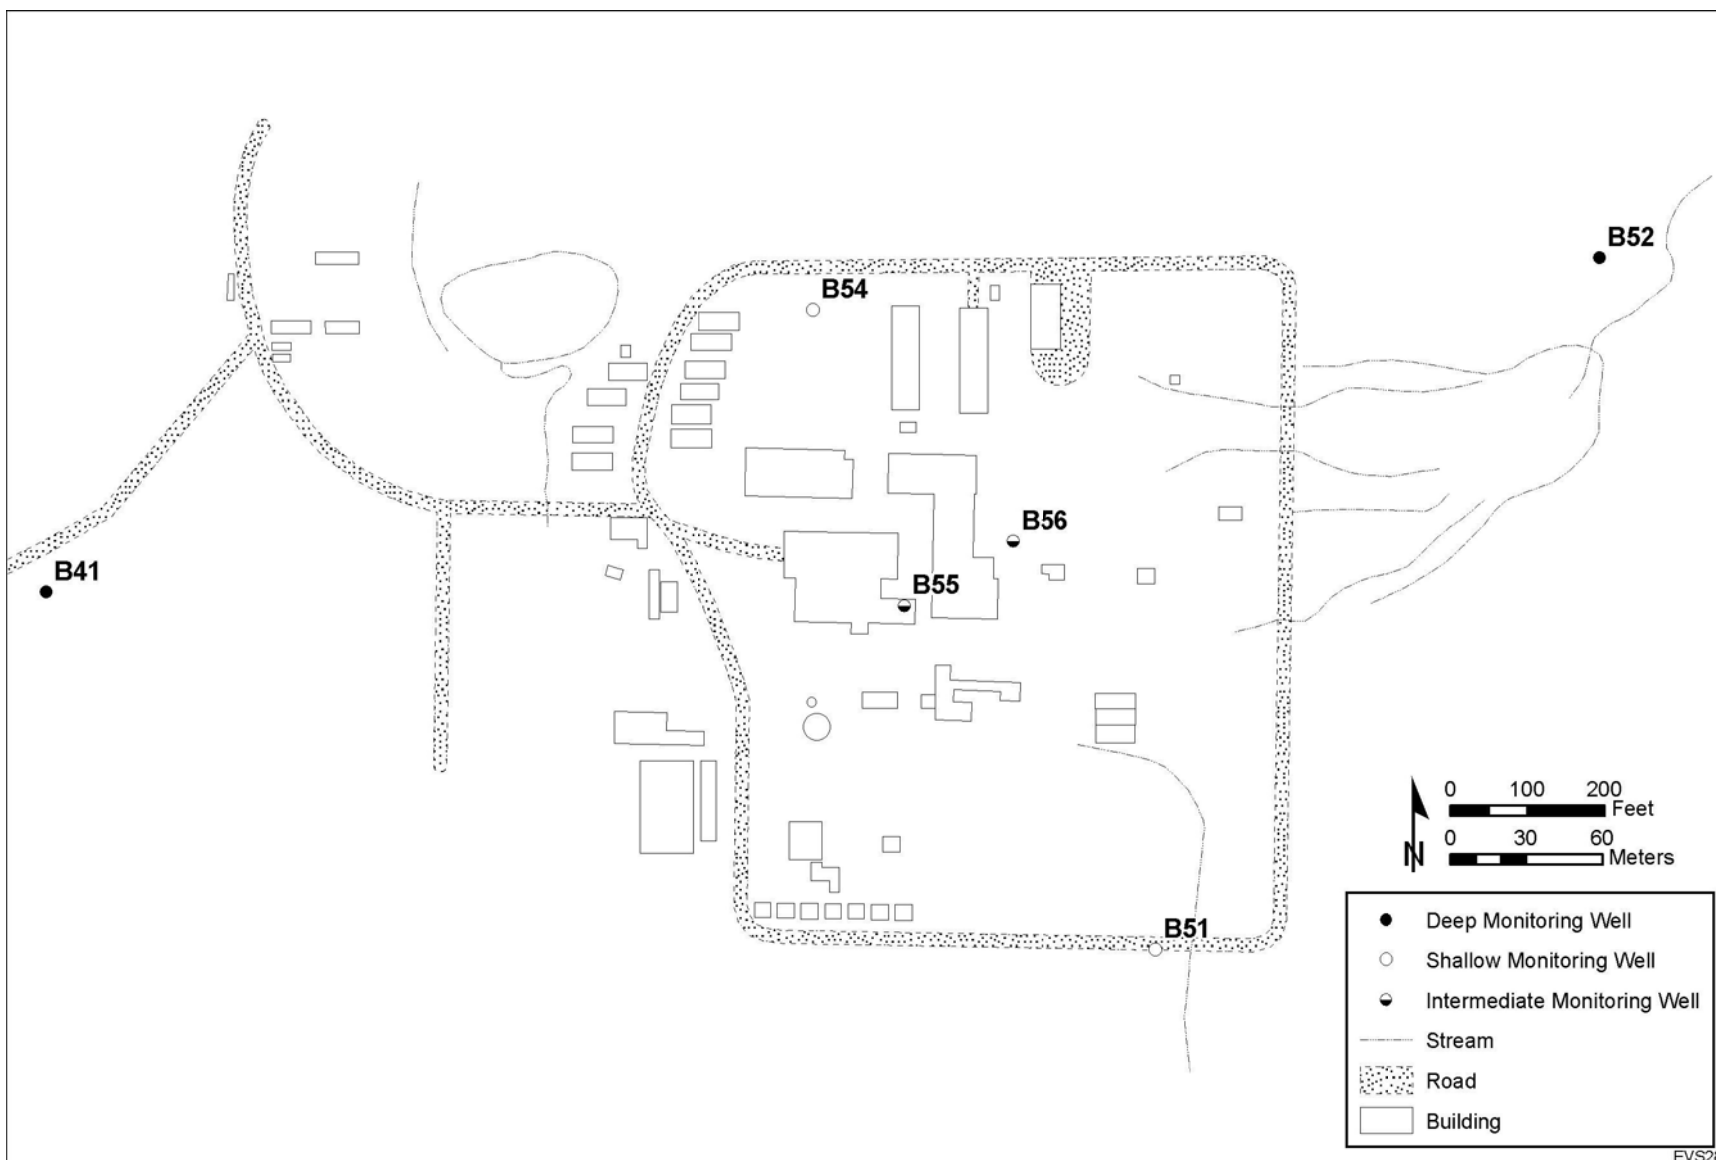 B52
B54
B56
B41
B55
B51
0 100 200
Feet
0 30 60
Meters
N
Deep Monitoring Well
Shallow Monitoring Well
Intermediate Monitoring Well
Stream
Road
Building